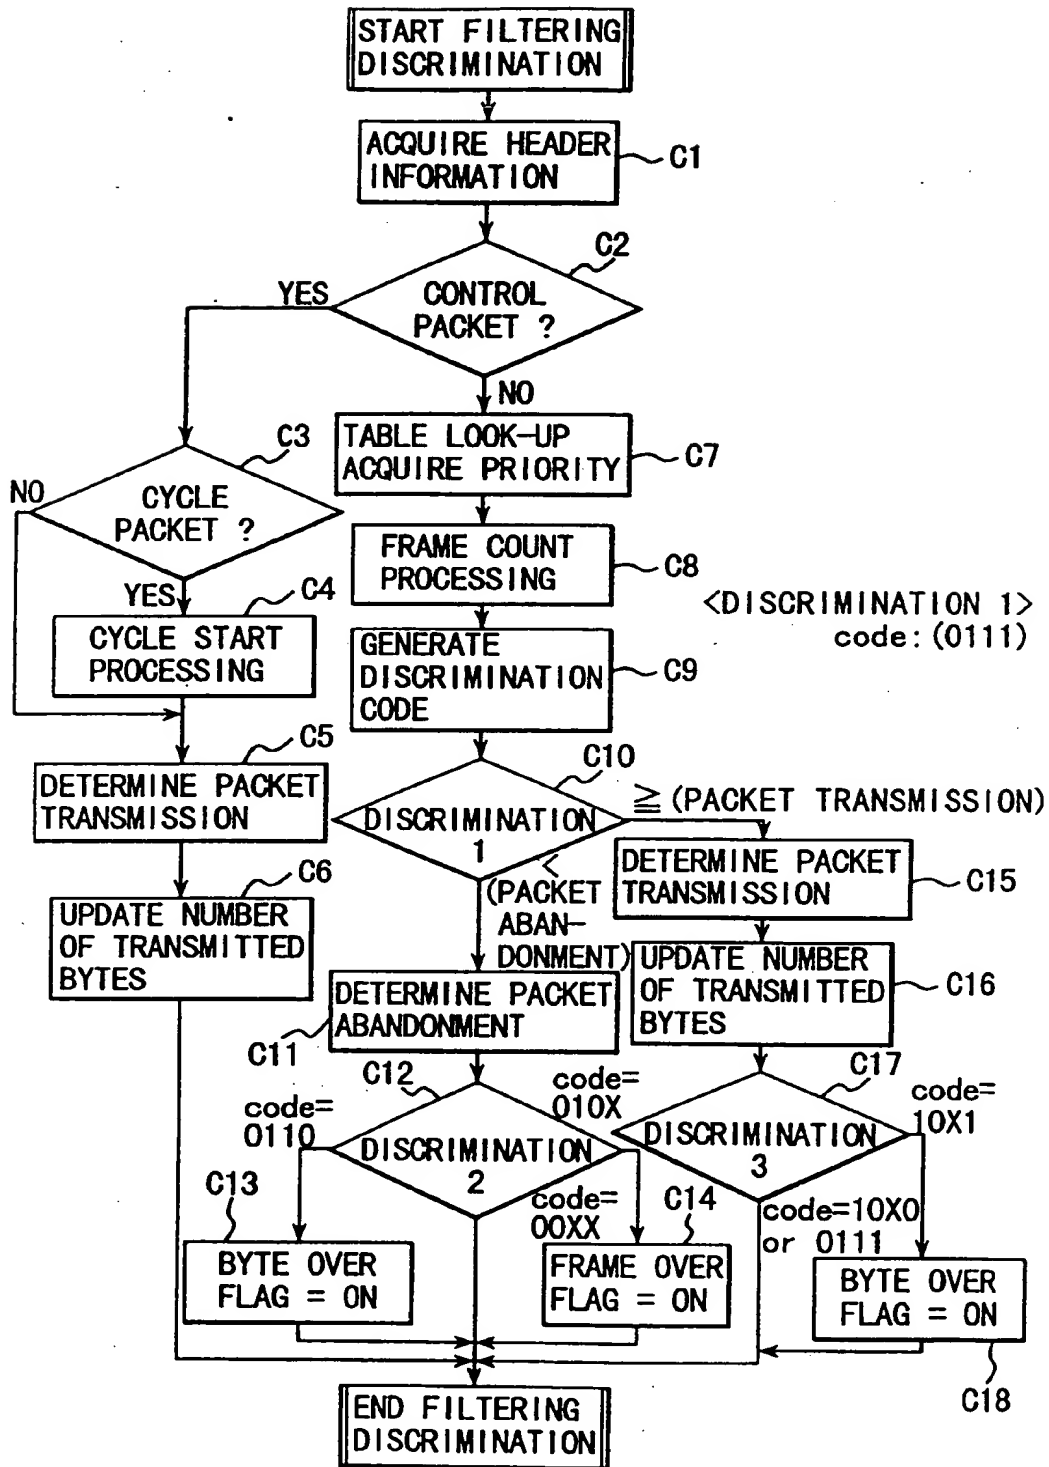 START FILTERING
DISCRIMINATION
ACQUIRE HEADER
INFORMATION
C1
C2
CONTROL
PACKET ?
YES
NO
C3
CYCLE
PACKET ?
NO
YES
C4
CYCLE START
PROCESSING
C5
DETERMINE PACKET
TRANSMISSION
C6
UPDATE NUMBER
OF TRANSMITTED
BYTES
TABLE LOOK-UP
ACQUIRE PRIORITY
C7
FRAME COUNT
PROCESSING
C8
<DISCRIMINATION 1>
code:(0111)
GENERATE
DISCRIMINATION
CODE
C9
C10
DISCRIMINATION
1
≧(PACKET TRANSMISSION)
<
(PACKET
ABAN-
DONMENT)
DETERMINE PACKET
TRANSMISSION
C15
UPDATE NUMBER
OF TRANSMITTED
BYTES
C16
DETERMINE PACKET
ABANDONMENT
C11
C12
code=
0110
code=
010X
DISCRIMINATION
2
code=
00XX
C13
BYTE OVER
FLAG = ON
C14
FRAME OVER
FLAG = ON
C17
DISCRIMINATION
3
code=
10X1
code=10X0
or 0111
BYTE OVER
FLAG = ON
C18
END FILTERING
DISCRIMINATION